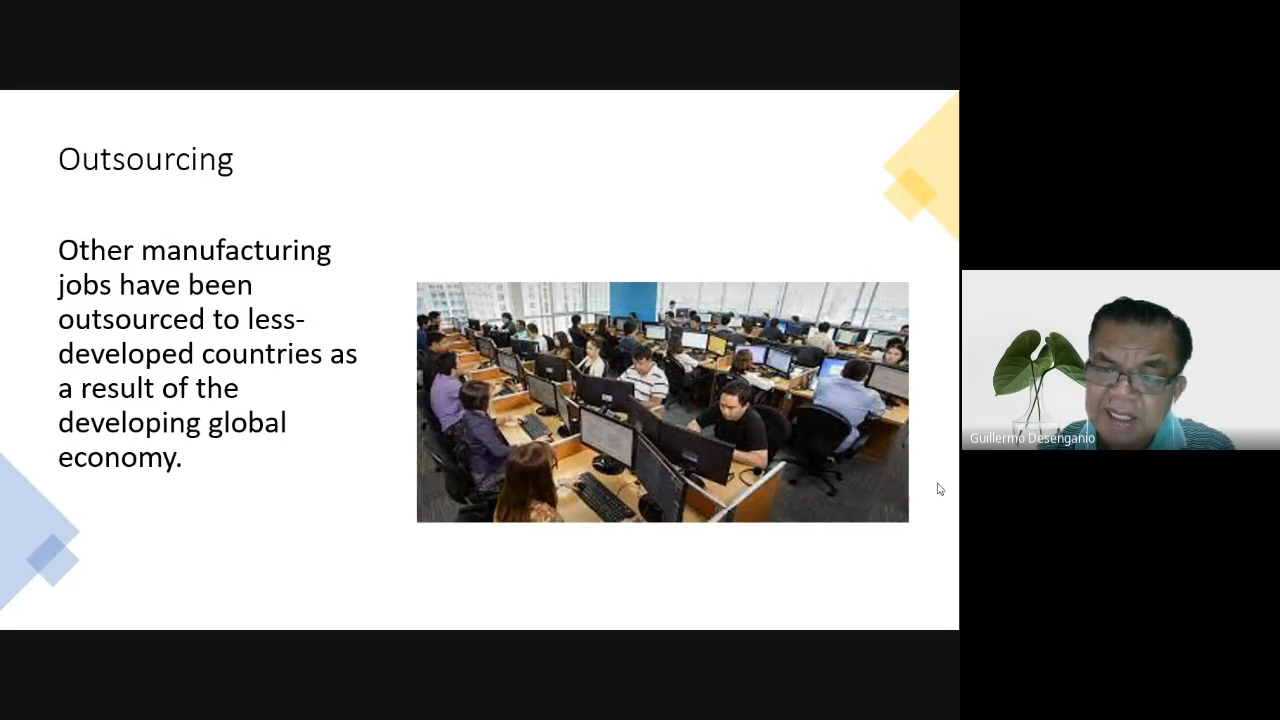 Outsourcing
Other manufacturing
jobs have been
outsourced to less-
developed countries as
a result of the
developing global
economy.
Guillermo Desenganio